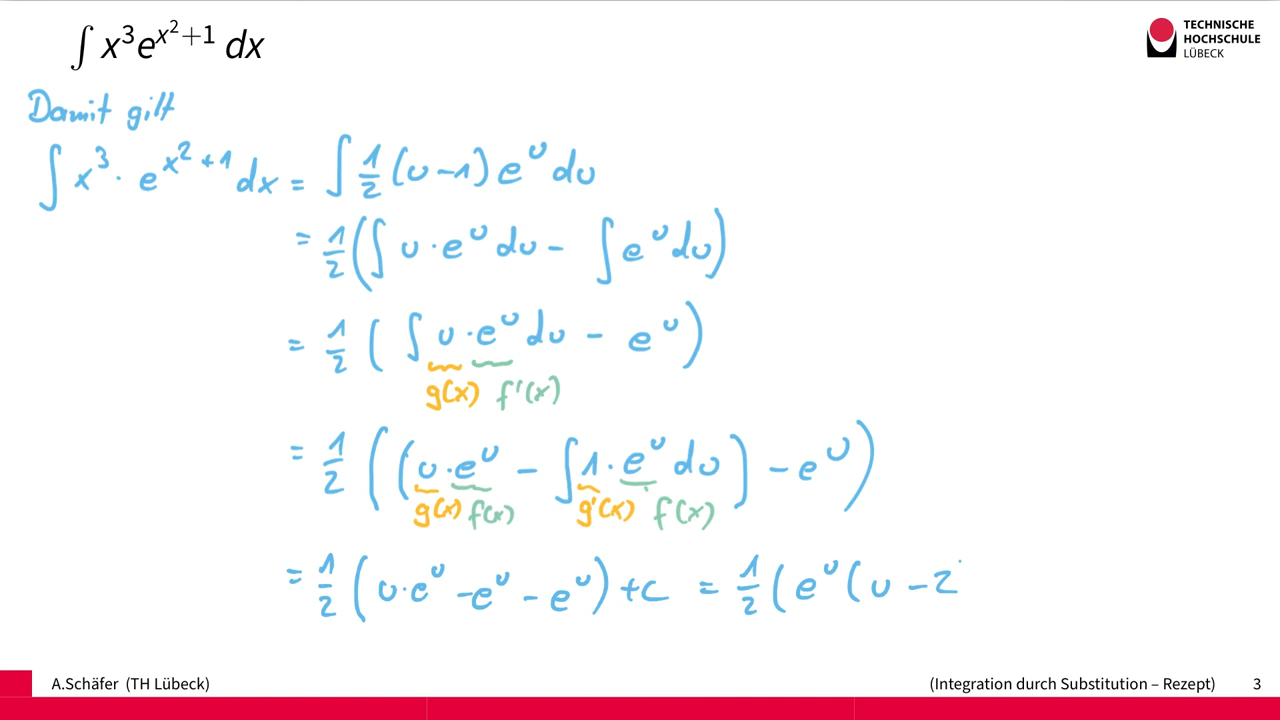 ∫ x³eˣ²⁺¹ dx
TECHNISCHE
HOCHSCHULE
LÜBECK
Damit gilt
∫ x³ · e^(x²+1) dx = ∫ 1/2 (u-1) e^u du
= 1/2 (∫ u · e^u du - ∫ e^u du)
= 1/2 ( ∫ u · e^u du - e^u )
g(x) f'(x)
= 1/2 ( ( u · e^u - ∫ 1 · e^u du ) - e^u )
g(x) f(x) g'(x) f(x)
= 1/2 ( u · e^u - e^u - e^u ) + c = 1/2 ( e^u ( u - 2
A.Schäfer (TH Lübeck) (Integration durch Substitution – Rezept) 3